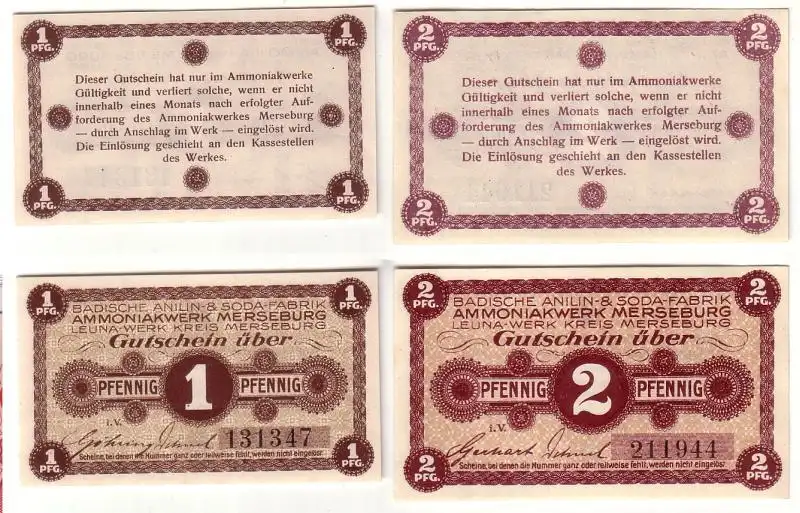 1 PFG. 1 PFG.
Dieser Gutschein hat nur im Ammoniakwerke
Gültigkeit und verliert solche, wenn er nicht
innerhalb eines Monats nach erfolgter Auf-
forderung des Ammoniakwerkes Merseburg
— durch Anschlag im Werk — eingelöst wird.
Die Einlösung geschieht an den Kassestellen
des Werkes.
1 PFG. 1 PFG.
2 PFG. 2 PFG.
Dieser Gutschein hat nur im Ammoniakwerke
Gültigkeit und verliert solche, wenn er nicht
innerhalb eines Monats nach erfolgter Auf-
forderung des Ammoniakwerkes Merseburg
— durch Anschlag im Werk — eingelöst wird.
Die Einlösung geschieht an den Kassestellen
des Werkes.
2 PFG. 2 PFG.
1 PFG. 1 PFG.
BADISCHE ANILIN-& SODA-FABRIK
AMMONIAKWERK MERSEBURG
LEUNA-WERK KREIS MERSEBURG
Gutschein über
PFENNIG 1 PFENNIG
i.V.
131347
Scheine, bei denen die Nummer ganz oder teilweise fehlt, werden nicht eingelöst
1 PFG. 1 PFG.
2 PFG. 2 PFG.
BADISCHE ANILIN-& SODA-FABRIK
AMMONIAKWERK MERSEBURG
LEUNA-WERK KREIS MERSEBURG
Gutschein über
PFENNIG 2 PFENNIG
i.V.
211944
Scheine, bei denen die Nummer ganz oder teilweise fehlt, werden nicht eingelöst
2 PFG. 2 PFG.